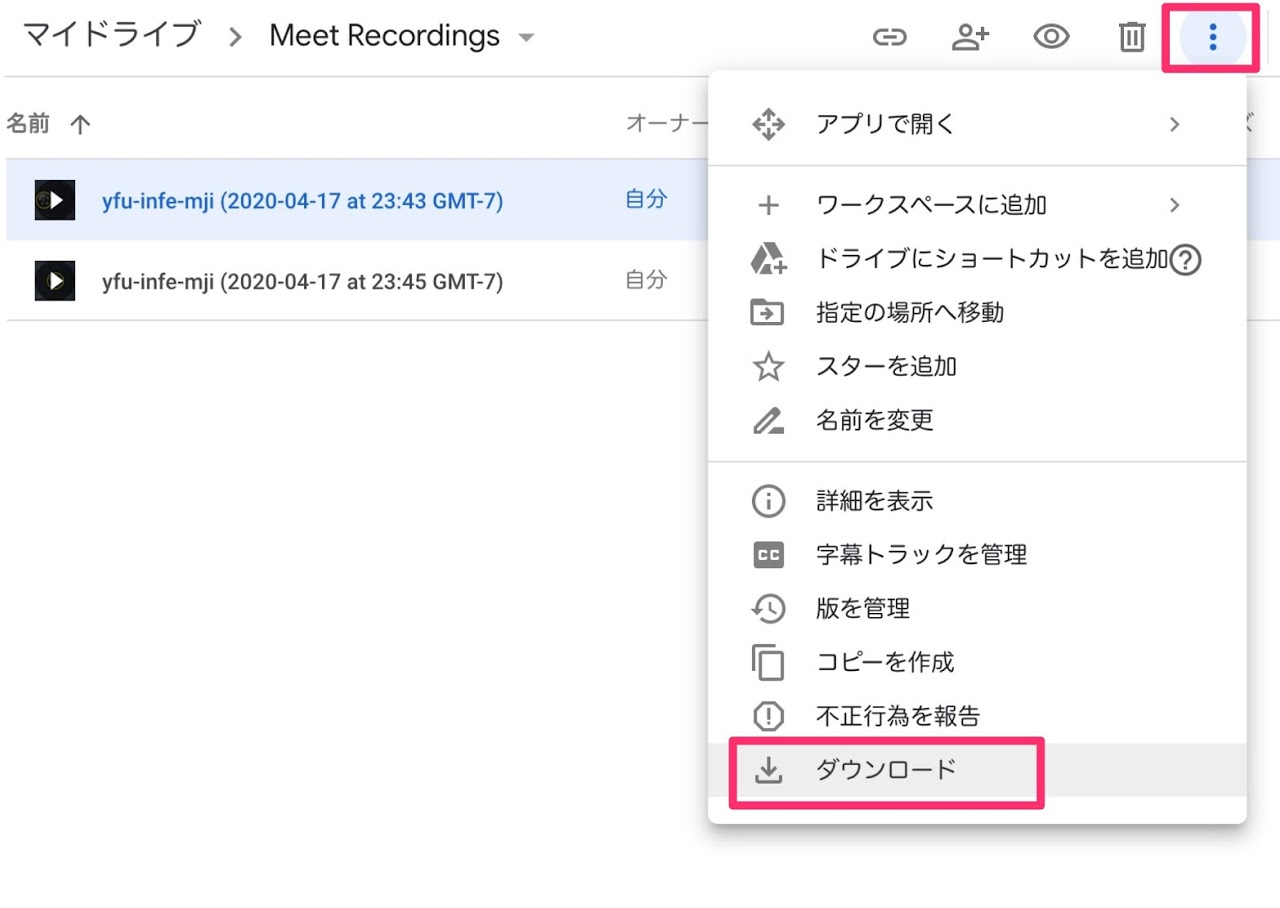 マイドライブ > Meet Recordings
名前 ↑ オーナー
yfu-infe-mji (2020-04-17 at 23:43 GMT-7) 自分
yfu-infe-mji (2020-04-17 at 23:45 GMT-7) 自分
アプリで開く
ワークスペースに追加
ドライブにショートカットを追加?
指定の場所へ移動
スターを追加
名前を変更
詳細を表示
CC 字幕トラックを管理
版を管理
コピーを作成
不正行為を報告
ダウンロード